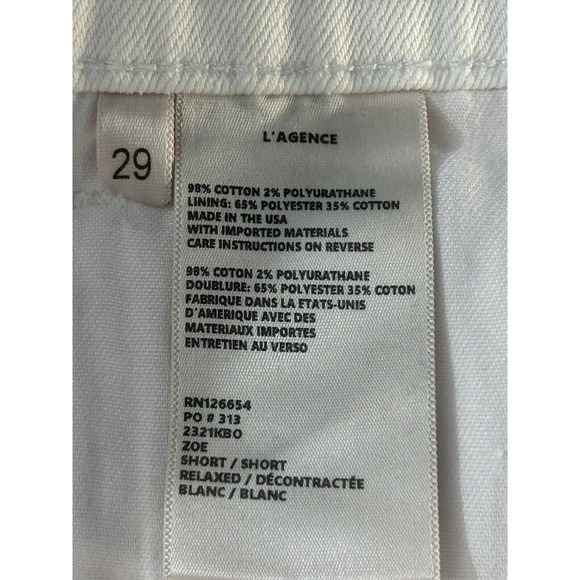 29
L'AGENCE
98% COTTON 2% POLYURATHANE
LINING: 65% POLYESTER 35% COTTON
MADE IN THE USA
WITH IMPORTED MATERIALS
CARE INSTRUCTIONS ON REVERSE
98% COTON 2% POLYURATHANE
DOUBLURE: 65% POLYESTER 35% COTON
FABRIQUE DANS LA ETATS-UNIS
D'AMERIQUE AVEC DES
MATERIAUX IMPORTES
ENTRETIEN AU VERSO
RN126654
PO # 313
2321KBO
ZOE
SHORT / SHORT
RELAXED / DÉCONTRACTÉE
BLANC / BLANC